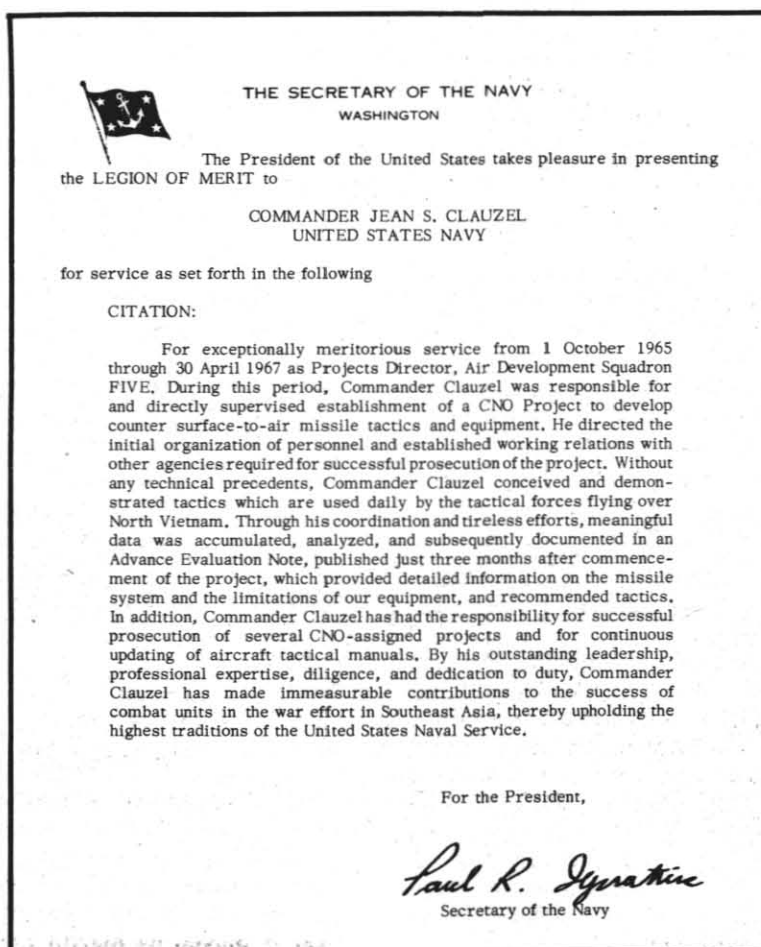 THE SECRETARY OF THE NAVY
WASHINGTON
The President of the United States takes pleasure in presenting
the LEGION OF MERIT to
COMMANDER JEAN S. CLAUZEL
UNITED STATES NAVY
for service as set forth in the following
CITATION:
For exceptionally meritorious service from 1 October 1965
through 30 April 1967 as Projects Director, Air Development Squadron
FIVE. During this period, Commander Clauzel was responsible for
and directly supervised establishment of a CNO Project to develop
counter surface-to-air missile tactics and equipment. He directed the
initial organization of personnel and established working relations with
other agencies required for successful prosecution of the project. Without
any technical precedents, Commander Clauzel conceived and demon-
strated tactics which are used daily by the tactical forces flying over
North Vietnam. Through his coordination and tireless efforts, meaningful
data was accumulated, analyzed, and subsequently documented in an
Advance Evaluation Note, published just three months after commence-
ment of the project, which provided detailed information on the missile
system and the limitations of our equipment, and recommended tactics.
In addition, Commander Clauzel has had the responsibility for successful
prosecution of several CNO-assigned projects and for continuous
updating of aircraft tactical manuals. By his outstanding leadership,
professional expertise, diligence, and dedication to duty, Commander
Clauzel has made immeasurable contributions to the success of
combat units in the war effort in Southeast Asia, thereby upholding the
highest traditions of the United States Naval Service.
For the President,
Paul R. Ignatius
Secretary of the Navy